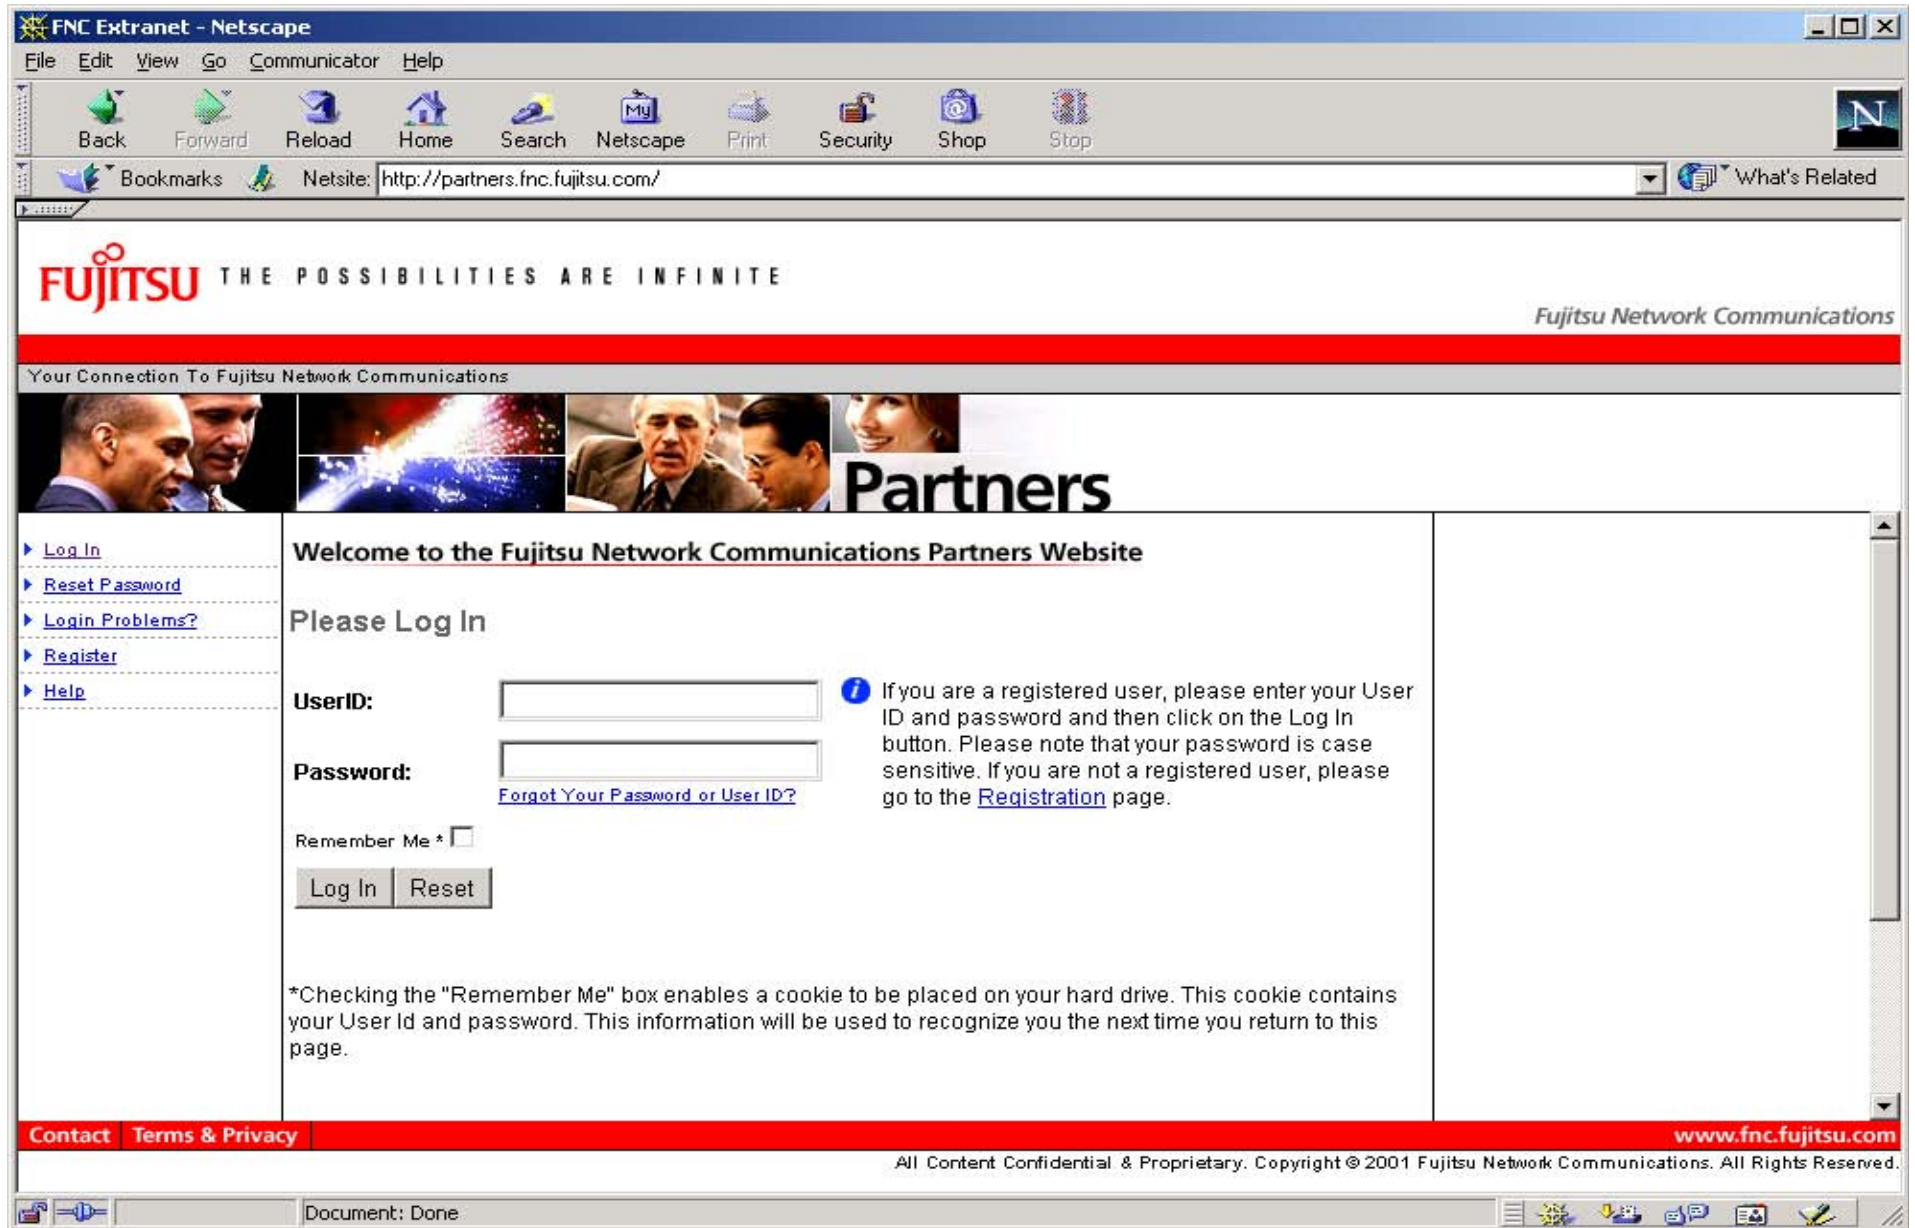 FNC Extranet - Netscape
File Edit View Go Communicator Help
Back Forward Reload Home Search Netscape Print Security Shop Stop
My
N
Bookmarks Netsite: http://partners.fnc.fujitsu.com/ What's Related
FUJITSU THE POSSIBILITIES ARE INFINITE
Fujitsu Network Communications
Your Connection To Fujitsu Network Communications
Partners
Log In
Reset Password
Login Problems?
Register
Help
Welcome to the Fujitsu Network Communications Partners Website
Please Log In
UserID:
Password:
Forgot Your Password or User ID?
Remember Me *
Log In Reset
If you are a registered user, please enter your User
ID and password and then click on the Log In
button. Please note that your password is case
sensitive. If you are not a registered user, please
go to the Registration page.
*Checking the "Remember Me" box enables a cookie to be placed on your hard drive. This cookie contains
your User Id and password. This information will be used to recognize you the next time you return to this
page.
Contact Terms & Privacy www.fnc.fujitsu.com
All Content Confidential & Proprietary. Copyright © 2001 Fujitsu Network Communications. All Rights Reserved.
Document: Done